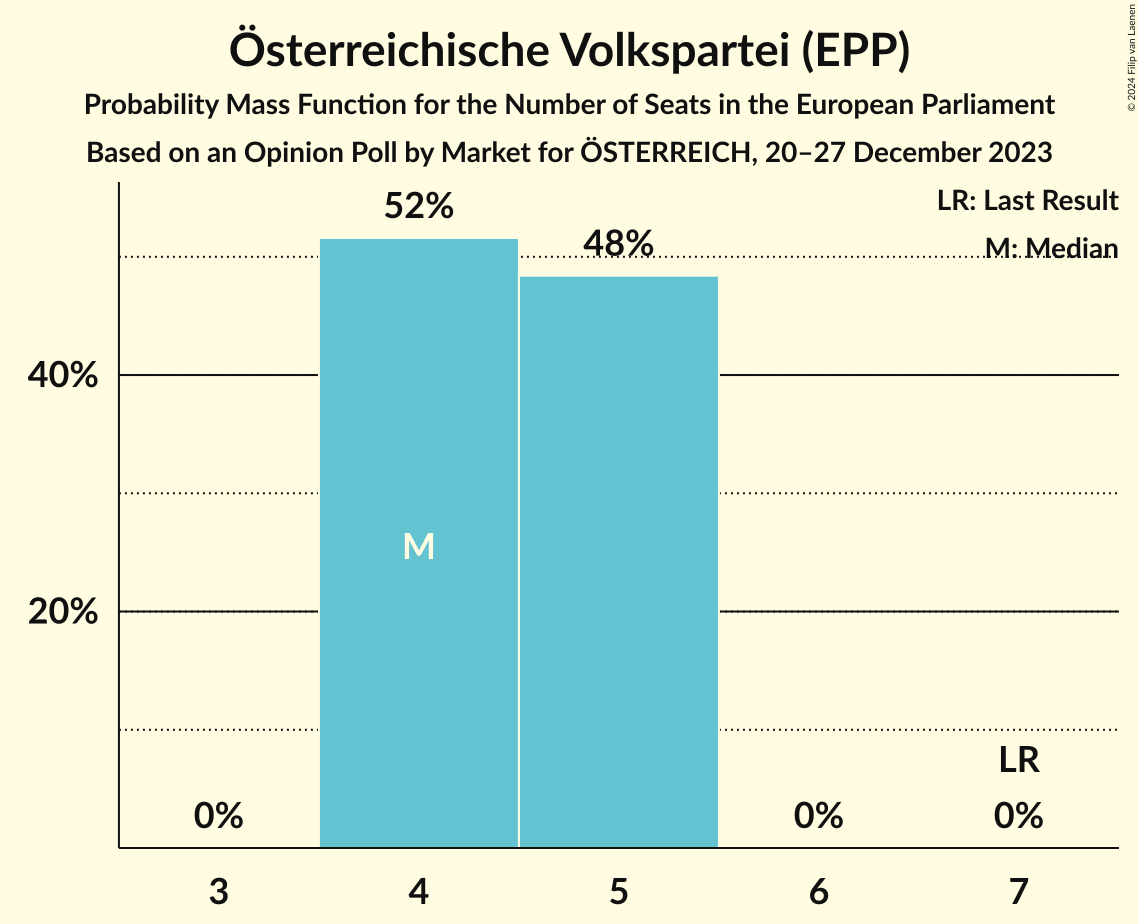 Österreichische Volkspartei (EPP)
Probability Mass Function for the Number of Seats in the European Parliament
Based on an Opinion Poll by Market for ÖSTERREICH, 20–27 December 2023
© 2024 Filip van Laenen
LR: Last Result
M: Median
52%
48%
40%
M
20%
LR
0%
0%
0%
3
4
5
6
7